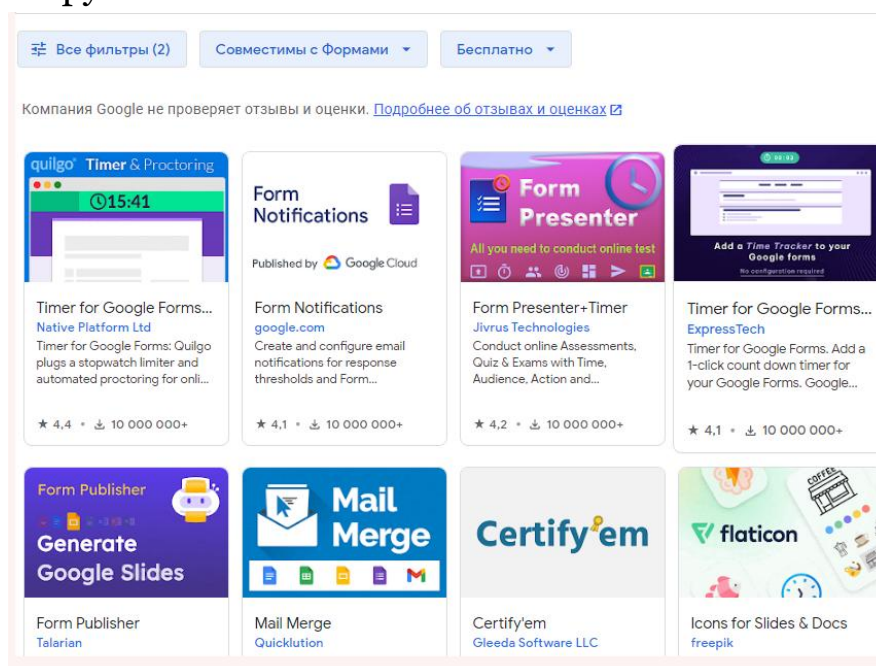 ру
Все фильтры (2)
Совместимы с Формами
Бесплатно
Компания Google не проверяет отзывы и оценки. Подробнее об отзывах и оценках
quilgo Timer & Proctoring
15:41
Form
Notifications
Published by Google Cloud
Form
Presenter
All you need to conduct online test
00:03
Add a Time Tracker to your
Google forms
No configuration required
Timer for Google Forms...
Native Platform Ltd
Timer for Google Forms: Quilgo
plugs a stopwatch limiter and
automated proctoring for onli...
★ 4,4 • 10 000 000+
Form Notifications
google.com
Create and configure email
notifications for response
thresholds and Form...
★ 4,1 • 10 000 000+
Form Presenter+Timer
Jivrus Technologies
Conduct online Assessments,
Quiz & Exams with Time,
Audience, Action and...
★ 4,2 • 10 000 000+
Timer for Google Forms...
ExpressTech
Timer for Google Forms. Add a
1-click count down timer for
your Google Forms. Google...
★ 4,1 • 10 000 000+
Form Publisher
Generate
Google Slides
Mail
Merge
Certify'em
flaticon
COFFEE
Form Publisher
Talarian
Mail Merge
Quicklution
Certify'em
Gleeda Software LLC
Icons for Slides & Docs
freepik